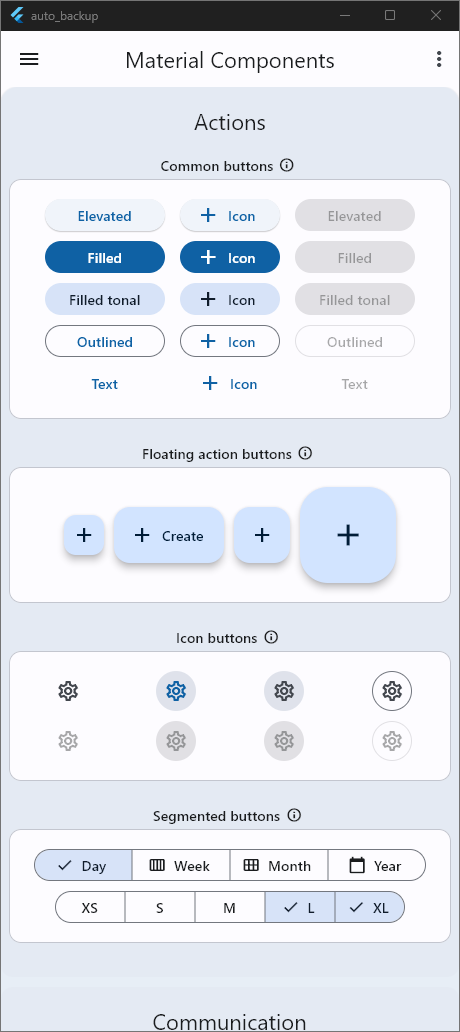 auto_backup
Material Components
Actions
Common buttons
Elevated Icon Elevated
Filled Icon Filled
Filled tonal Icon Filled tonal
Outlined Icon Outlined
Text Icon Text
Floating action buttons
Create
Icon buttons
Segmented buttons
Day Week Month Year
XS S M L XL
Communication